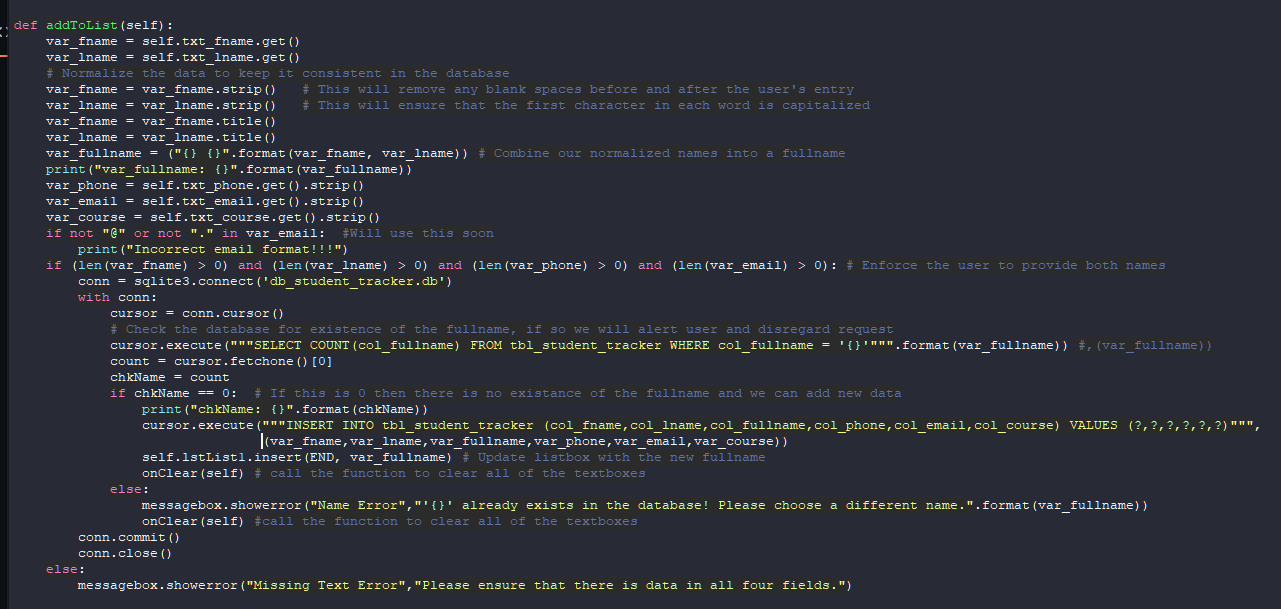 def addToList(self):
    var_fname = self.txt_fname.get()
    var_lname = self.txt_lname.get()
    # Normalize the data to keep it consistent in the database
    var_fname = var_fname.strip()   # This will remove any blank spaces before and after the user's entry
    var_lname = var_lname.strip()   # This will ensure that the first character in each word is capitalized
    var_fname = var_fname.title()
    var_lname = var_lname.title()
    var_fullname = ("{} {}".format(var_fname, var_lname)) # Combine our normalized names into a fullname
    print("var_fullname: {}".format(var_fullname))
    var_phone = self.txt_phone.get().strip()
    var_email = self.txt_email.get().strip()
    var_course = self.txt_course.get().strip()
    if not "@" or not "." in var_email:  #Will use this soon
        print("Incorrect email format!!!")
    if (len(var_fname) > 0) and (len(var_lname) > 0) and (len(var_phone) > 0) and (len(var_email) > 0): # Enforce the user to provide both names
        conn = sqlite3.connect('db_student_tracker.db')
        with conn:
            cursor = conn.cursor()
            # Check the database for existence of the fullname, if so we will alert user and disregard request
            cursor.execute("""SELECT COUNT(col_fullname) FROM tbl_student_tracker WHERE col_fullname = '{}'""".format(var_fullname)) #,(var_fullname))
            count = cursor.fetchone()[0]
            chkName = count
            if chkName == 0:  # If this is 0 then there is no existance of the fullname and we can add new data
                print("chkName: {}".format(chkName))
                cursor.execute("""INSERT INTO tbl_student_tracker (col_fname,col_lname,col_fullname,col_phone,col_email,col_course) VALUES (?,?,?,?,?,?)""",
                               (var_fname,var_lname,var_fullname,var_phone,var_email,var_course))
                self.lstList1.insert(END, var_fullname) # Update listbox with the new fullname
                onClear(self) # call the function to clear all of the textboxes
            else:
                messagebox.showerror("Name Error","'{}' already exists in the database! Please choose a different name.".format(var_fullname))
                onClear(self) #call the function to clear all of the textboxes
        conn.commit()
        conn.close()
    else:
        messagebox.showerror("Missing Text Error","Please ensure that there is data in all four fields.")